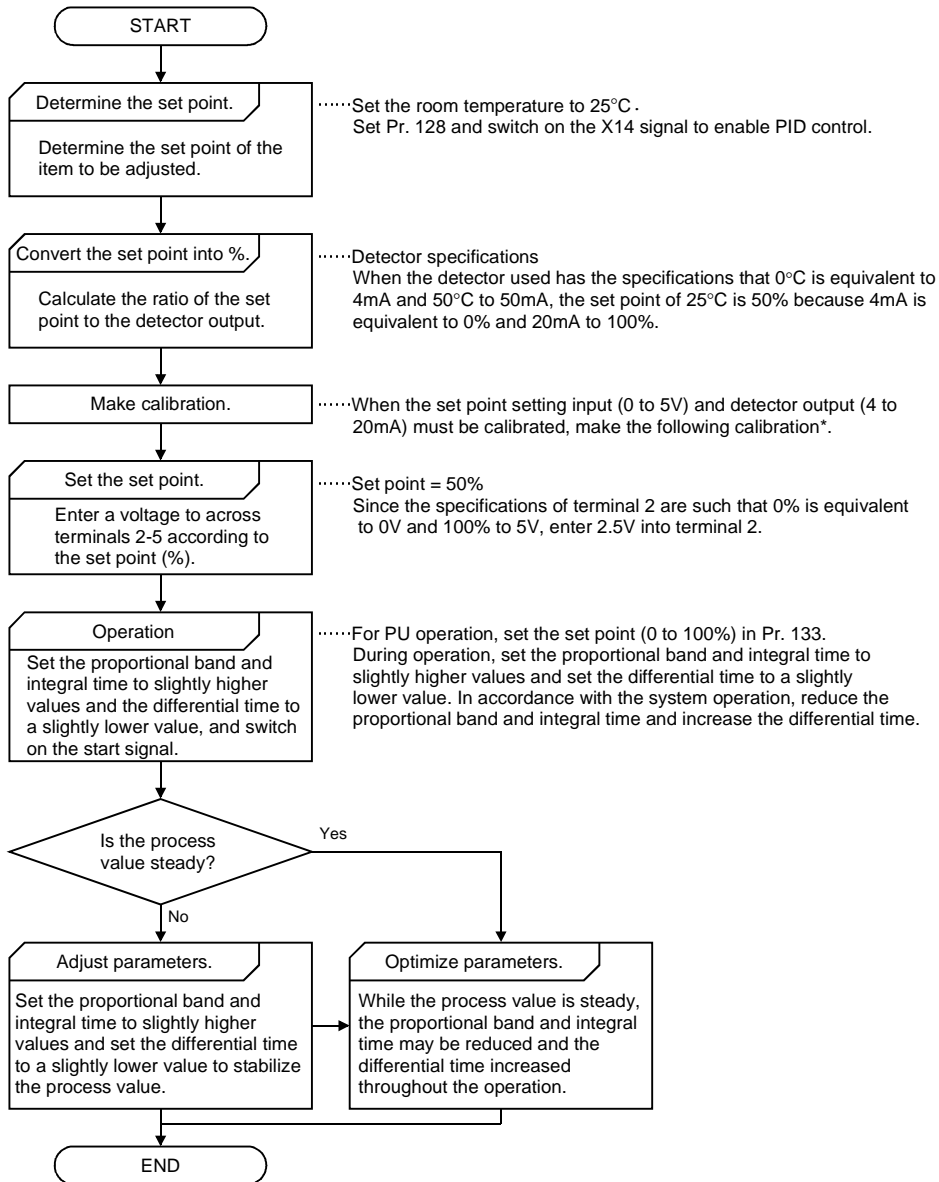 START
Determine the set point.
Determine the set point of the
item to be adjusted.
······Set the room temperature to 25°C .
Set Pr. 128 and switch on the X14 signal to enable PID control.
Convert the set point into %.
Calculate the ratio of the set
point to the detector output.
······Detector specifications
When the detector used has the specifications that 0°C is equivalent to
4mA and 50°C to 50mA, the set point of 25°C is 50% because 4mA is
equivalent to 0% and 20mA to 100%.
Make calibration.
······When the set point setting input (0 to 5V) and detector output (4 to
20mA) must be calibrated, make the following calibration*.
Set the set point.
Enter a voltage to across
terminals 2-5 according to
the set point (%).
······Set point = 50%
Since the specifications of terminal 2 are such that 0% is equivalent
to 0V and 100% to 5V, enter 2.5V into terminal 2.
Operation
Set the proportional band and
integral time to slightly higher
values and the differential time to
a slightly lower value, and switch
on the start signal.
······For PU operation, set the set point (0 to 100%) in Pr. 133.
During operation, set the proportional band and integral time to
slightly higher values and set the differential time to a slightly
lower value. In accordance with the system operation, reduce the
proportional band and integral time and increase the differential time.
Is the process
value steady?
Yes
No
Adjust parameters.
Set the proportional band and
integral time to slightly higher
values and set the differential time
to a slightly lower value to stabilize
the process value.
Optimize parameters.
While the process value is steady,
the proportional band and integral
time may be reduced and the
differential time increased
throughout the operation.
END